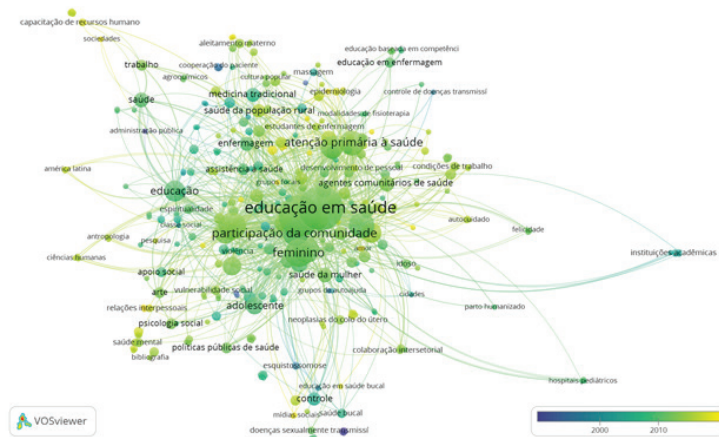 capacitação de recursos humano
sociedades
aleitamento materno
educação baseada em competênci
trabalho
cooperação do paciente
cultura popular
massagem
educação em enfermagem
agroquímicos
medicina tradicional
epidemiologia
controle de doenças transmissí
saúde
saúde da população rural
modalidades de fisioterapia
administração pública
estudantes de enfermagem
enfermagem
atenção primária à saúde
américa latina
assistência à saúde
desenvolvimento de pessoal
condições de trabalho
educação
grupos focais
agentes comunitários de saúde
espiritualidade
educação em saúde
classe social
autocuidado
participação da comunidade
felicidade
antropologia
pesquisa
violência
feminino
amor
instituições acadêmicas
ciências humanas
apoio social
saúde da mulher
idoso
arte
vulnerabilidade social
grupos de autoajuda
cidades
relações interpessoais
adolescente
parto humanizado
psicologia social
neoplasias do colo do útero
saúde mental
políticas públicas de saúde
colaboração intersetorial
bibliografia
esquistossomose
hospitais pediátricos
educação em saúde bucal
controle
mídias sociais
saúde bucal
doenças sexualmente transmissí
VOSviewer
2000
2010